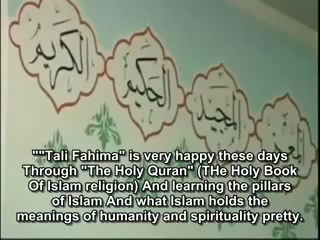 الكريم
الحكيم
المجيد
""Tali Fahima" is very happy these days
Through "The Holy Quran" (THe Holy Book
Of Islam religion) And learning the pillars
of Islam And what Islam holds the
meanings of humanity and spirituality pretty.